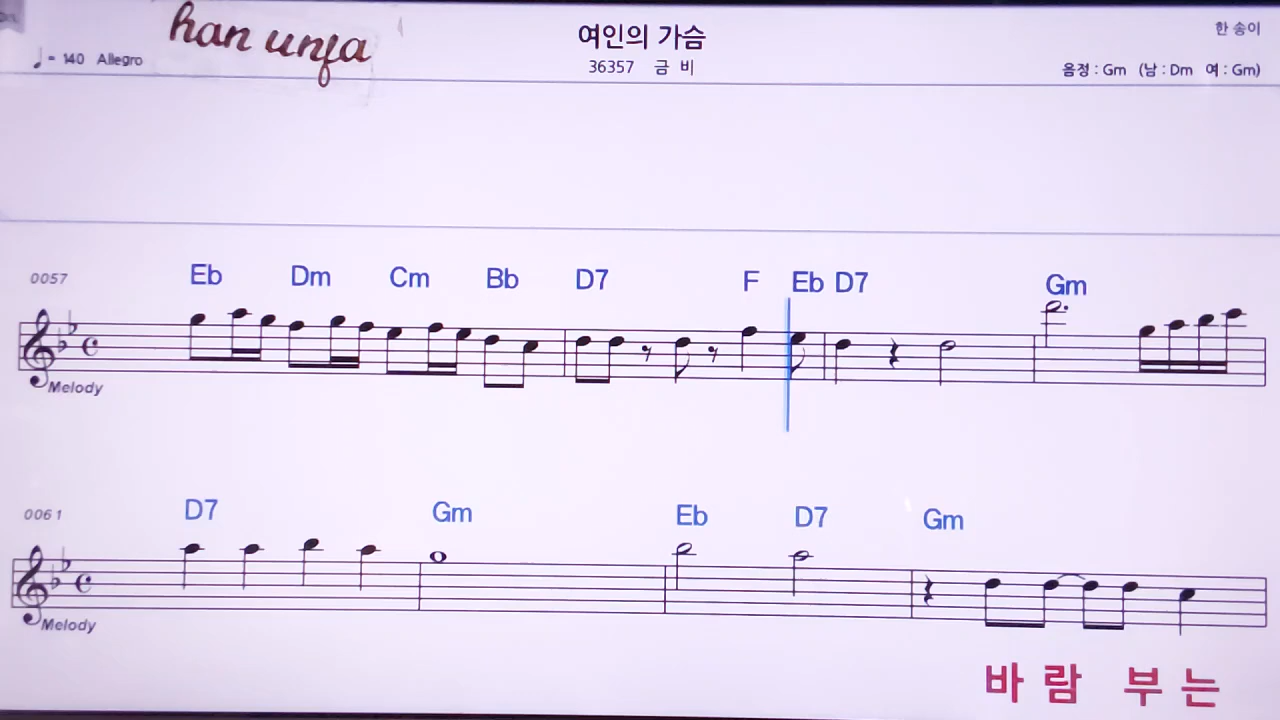 han unfa
여인의 가슴
한 송이
♩= 140 Allegro
36357 금 비
음정 : Gm (남 : Dm 여 : Gm)
0057
Eb Dm Cm Bb D7 F Eb D7 Gm
Melody
0061
D7 Gm Eb D7 Gm
Melody
바 람 부 는